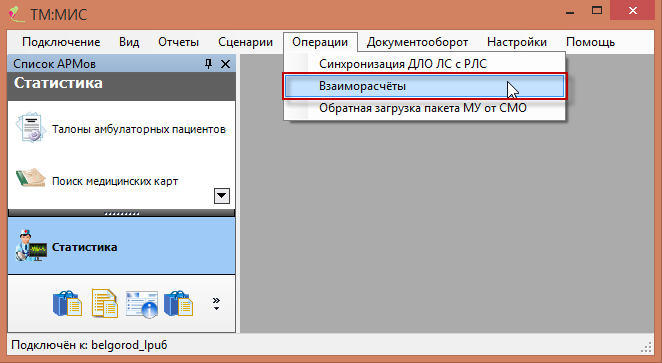 ТМ:МИС
Подключение Вид Отчеты Сценарии Операции Документооборот Настройки Помощь
Список АРМов
Статистика
Талоны амбулаторных пациентов
Поиск медицинских карт
Статистика
Синхронизация ДЛО ЛС с РЛС
Взаиморасчёты
Обратная загрузка пакета МУ от СМО
Подключён к: belgorod_lpu6